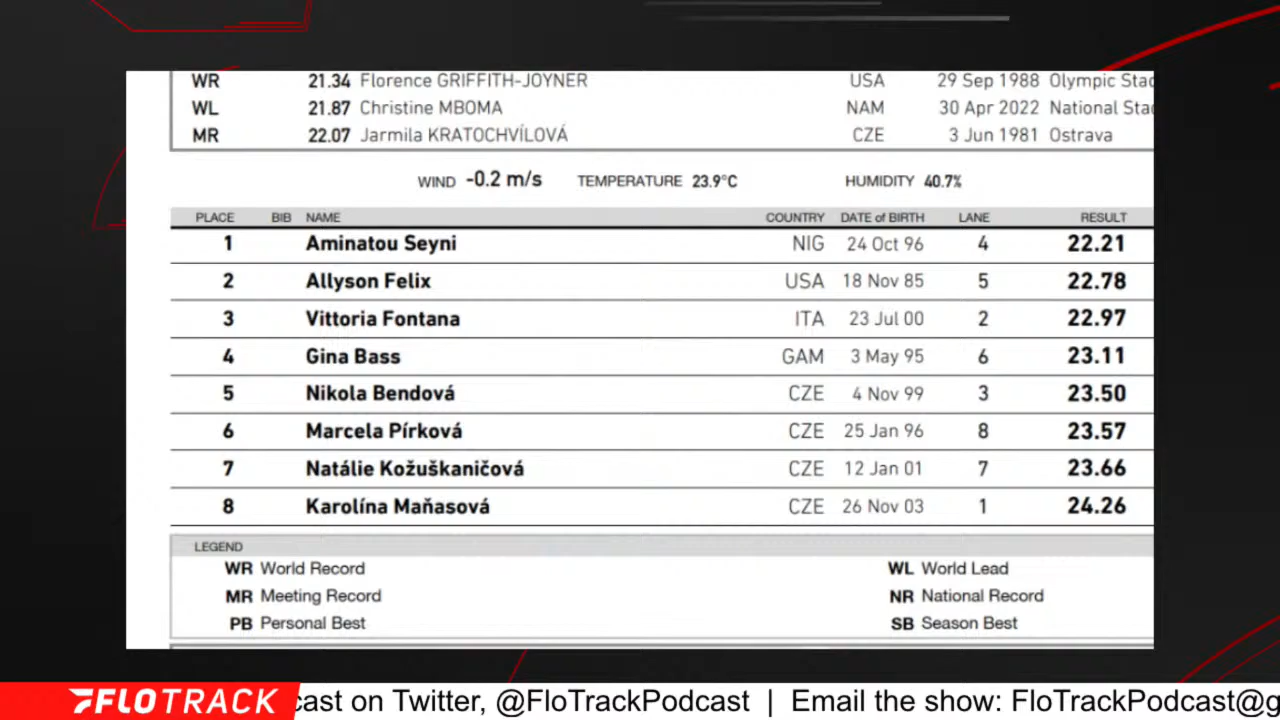 WR 21.34 Florence GRIFFITH-JOYNER USA 29 Sep 1988 Olympic
WL 21.87 Christine MBOMA NAM 30 Apr 2022 National
MR 22.07 Jarmila KRATOCHVÍLOVÁ CZE 3 Jun 1981 Ostrava
WIND -0.2 m/s TEMPERATURE 23.9°C HUMIDITY 40.7%
PLACE BIB NAME COUNTRY DATE of BIRTH LANE RESULT
1 Aminatou Seyni NIG 24 Oct 96 4 22.21
2 Allyson Felix USA 18 Nov 85 5 22.78
3 Vittoria Fontana ITA 23 Jul 00 2 22.97
4 Gina Bass GAM 3 May 95 6 23.11
5 Nikola Bendová CZE 4 Nov 99 3 23.50
6 Marcela Pírková CZE 25 Jan 96 8 23.57
7 Natálie Kožuškaničová CZE 12 Jan 01 7 23.66
8 Karolína Maňasová CZE 26 Nov 03 1 24.26
LEGEND
WR World Record WL World Lead
MR Meeting Record NR National Record
PB Personal Best SB Season Best
FLOTRACK cast on Twitter, @FloTrackPodcast | Email the show: FloTrackPodcast@g